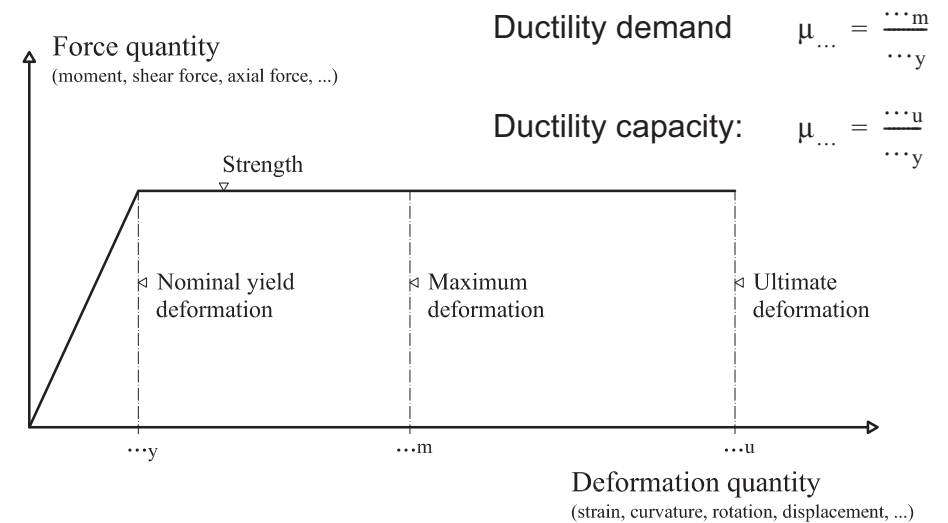 Ductility demand μ... = ···m / ···y
Force quantity
(moment, shear force, axial force, ...)
Ductility capacity: μ... = ···u / ···y
Strength
Nominal yield
deformation
Maximum
deformation
Ultimate
deformation
...y
...m
...u
Deformation quantity
(strain, curvature, rotation, displacement, ...)